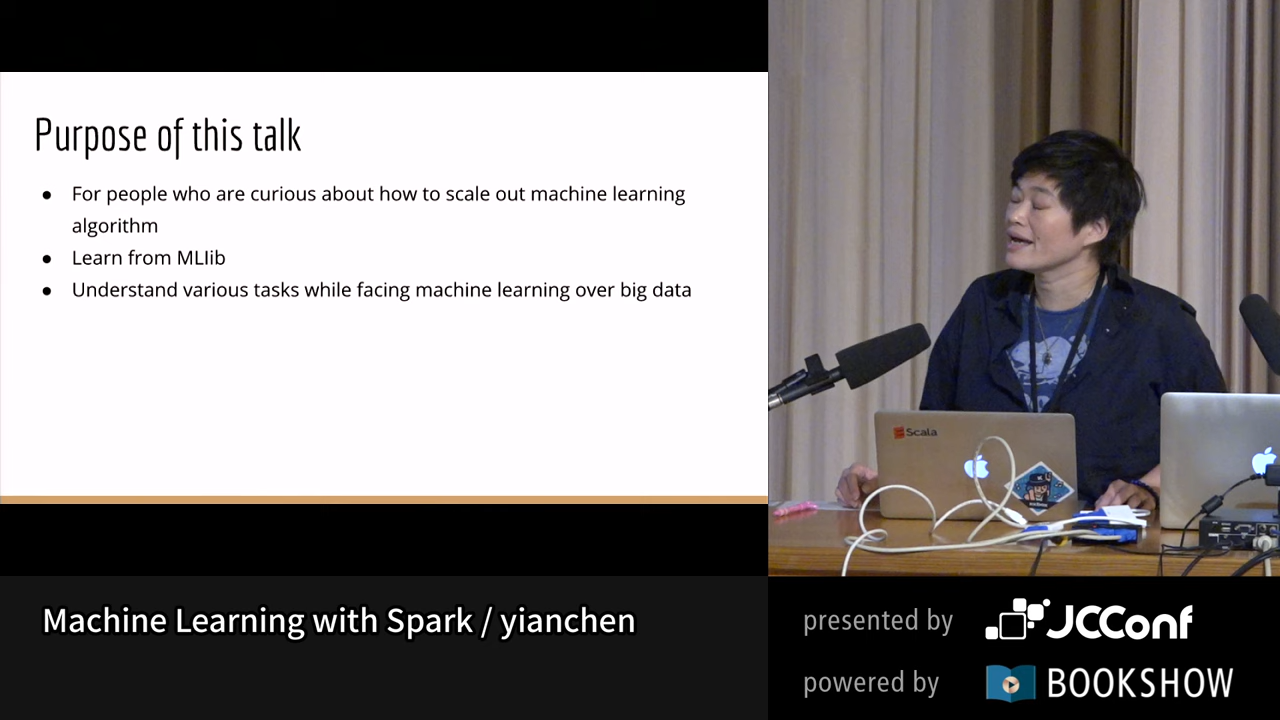 Purpose of this talk
● For people who are curious about how to scale out machine learning
algorithm
● Learn from MLlib
● Understand various tasks while facing machine learning over big data
Scala
Machine Learning with Spark / yianchen
presented by JCConf
powered by BOOKSHOW